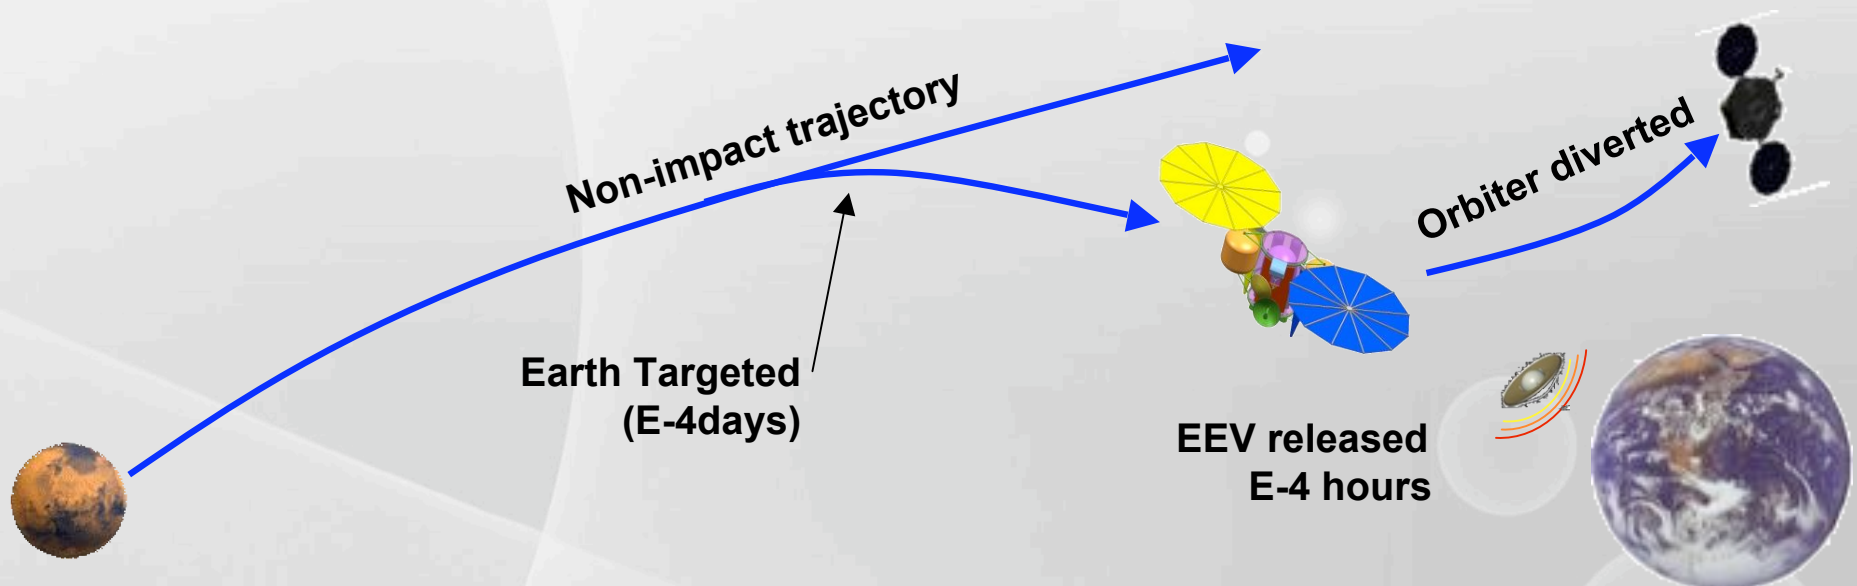 Non-impact trajectory
Orbiter diverted
Earth Targeted
(E-4days)
EEV released
E-4 hours